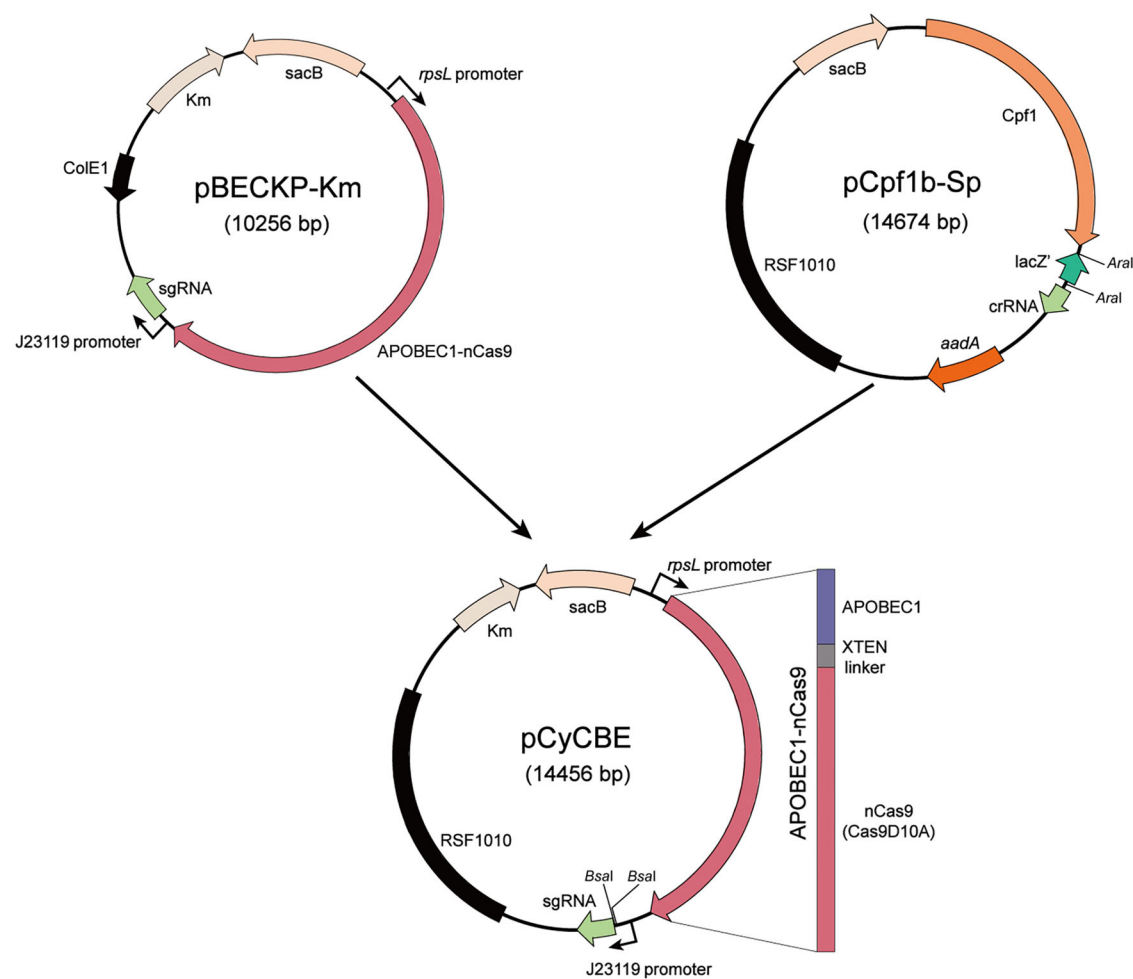 sacB
rpsL promoter
Km
ColE1
pBECKP-Km
(10256 bp)
sgRNA
J23119 promoter
APOBEC1-nCas9
sacB
Cpf1
pCpf1b-Sp
(14674 bp)
RSF1010
lacZ'
AraI
AraI
crRNA
aadA
rpsL promoter
sacB
Km
pCyCBE
(14456 bp)
RSF1010
BsaI
BsaI
sgRNA
J23119 promoter
APOBEC1-nCas9
APOBEC1
XTEN
linker
nCas9
(Cas9D10A)